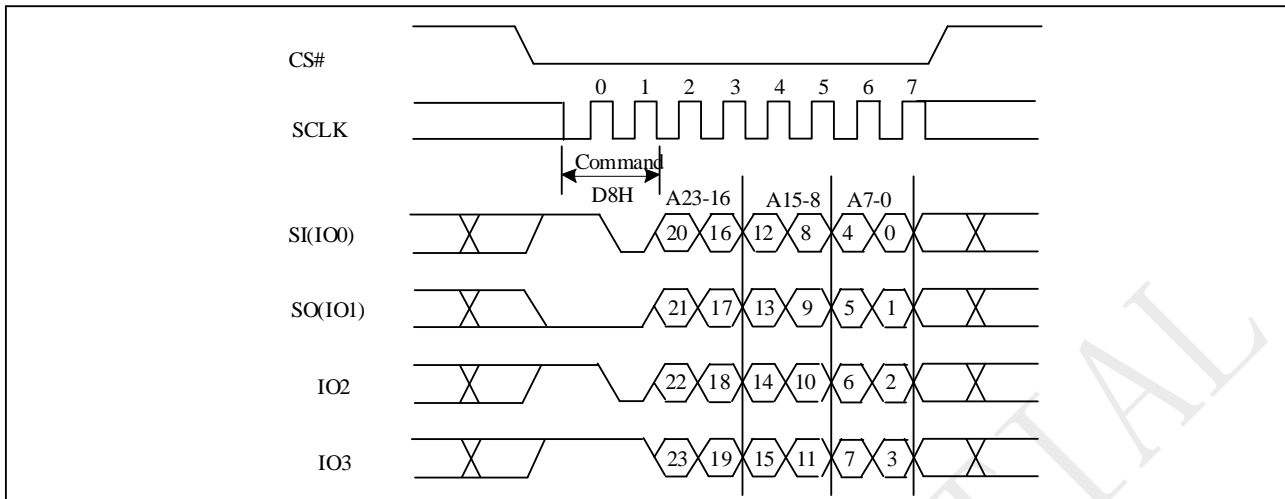 CS#
0 1 2 3 4 5 6 7
SCLK
Command
D8H
A23-16 A15-8 A7-0
SI(IO0) 20 16 12 8 4 0
SO(IO1) 21 17 13 9 5 1
IO2 22 18 14 10 6 2
IO3 23 19 15 11 7 3